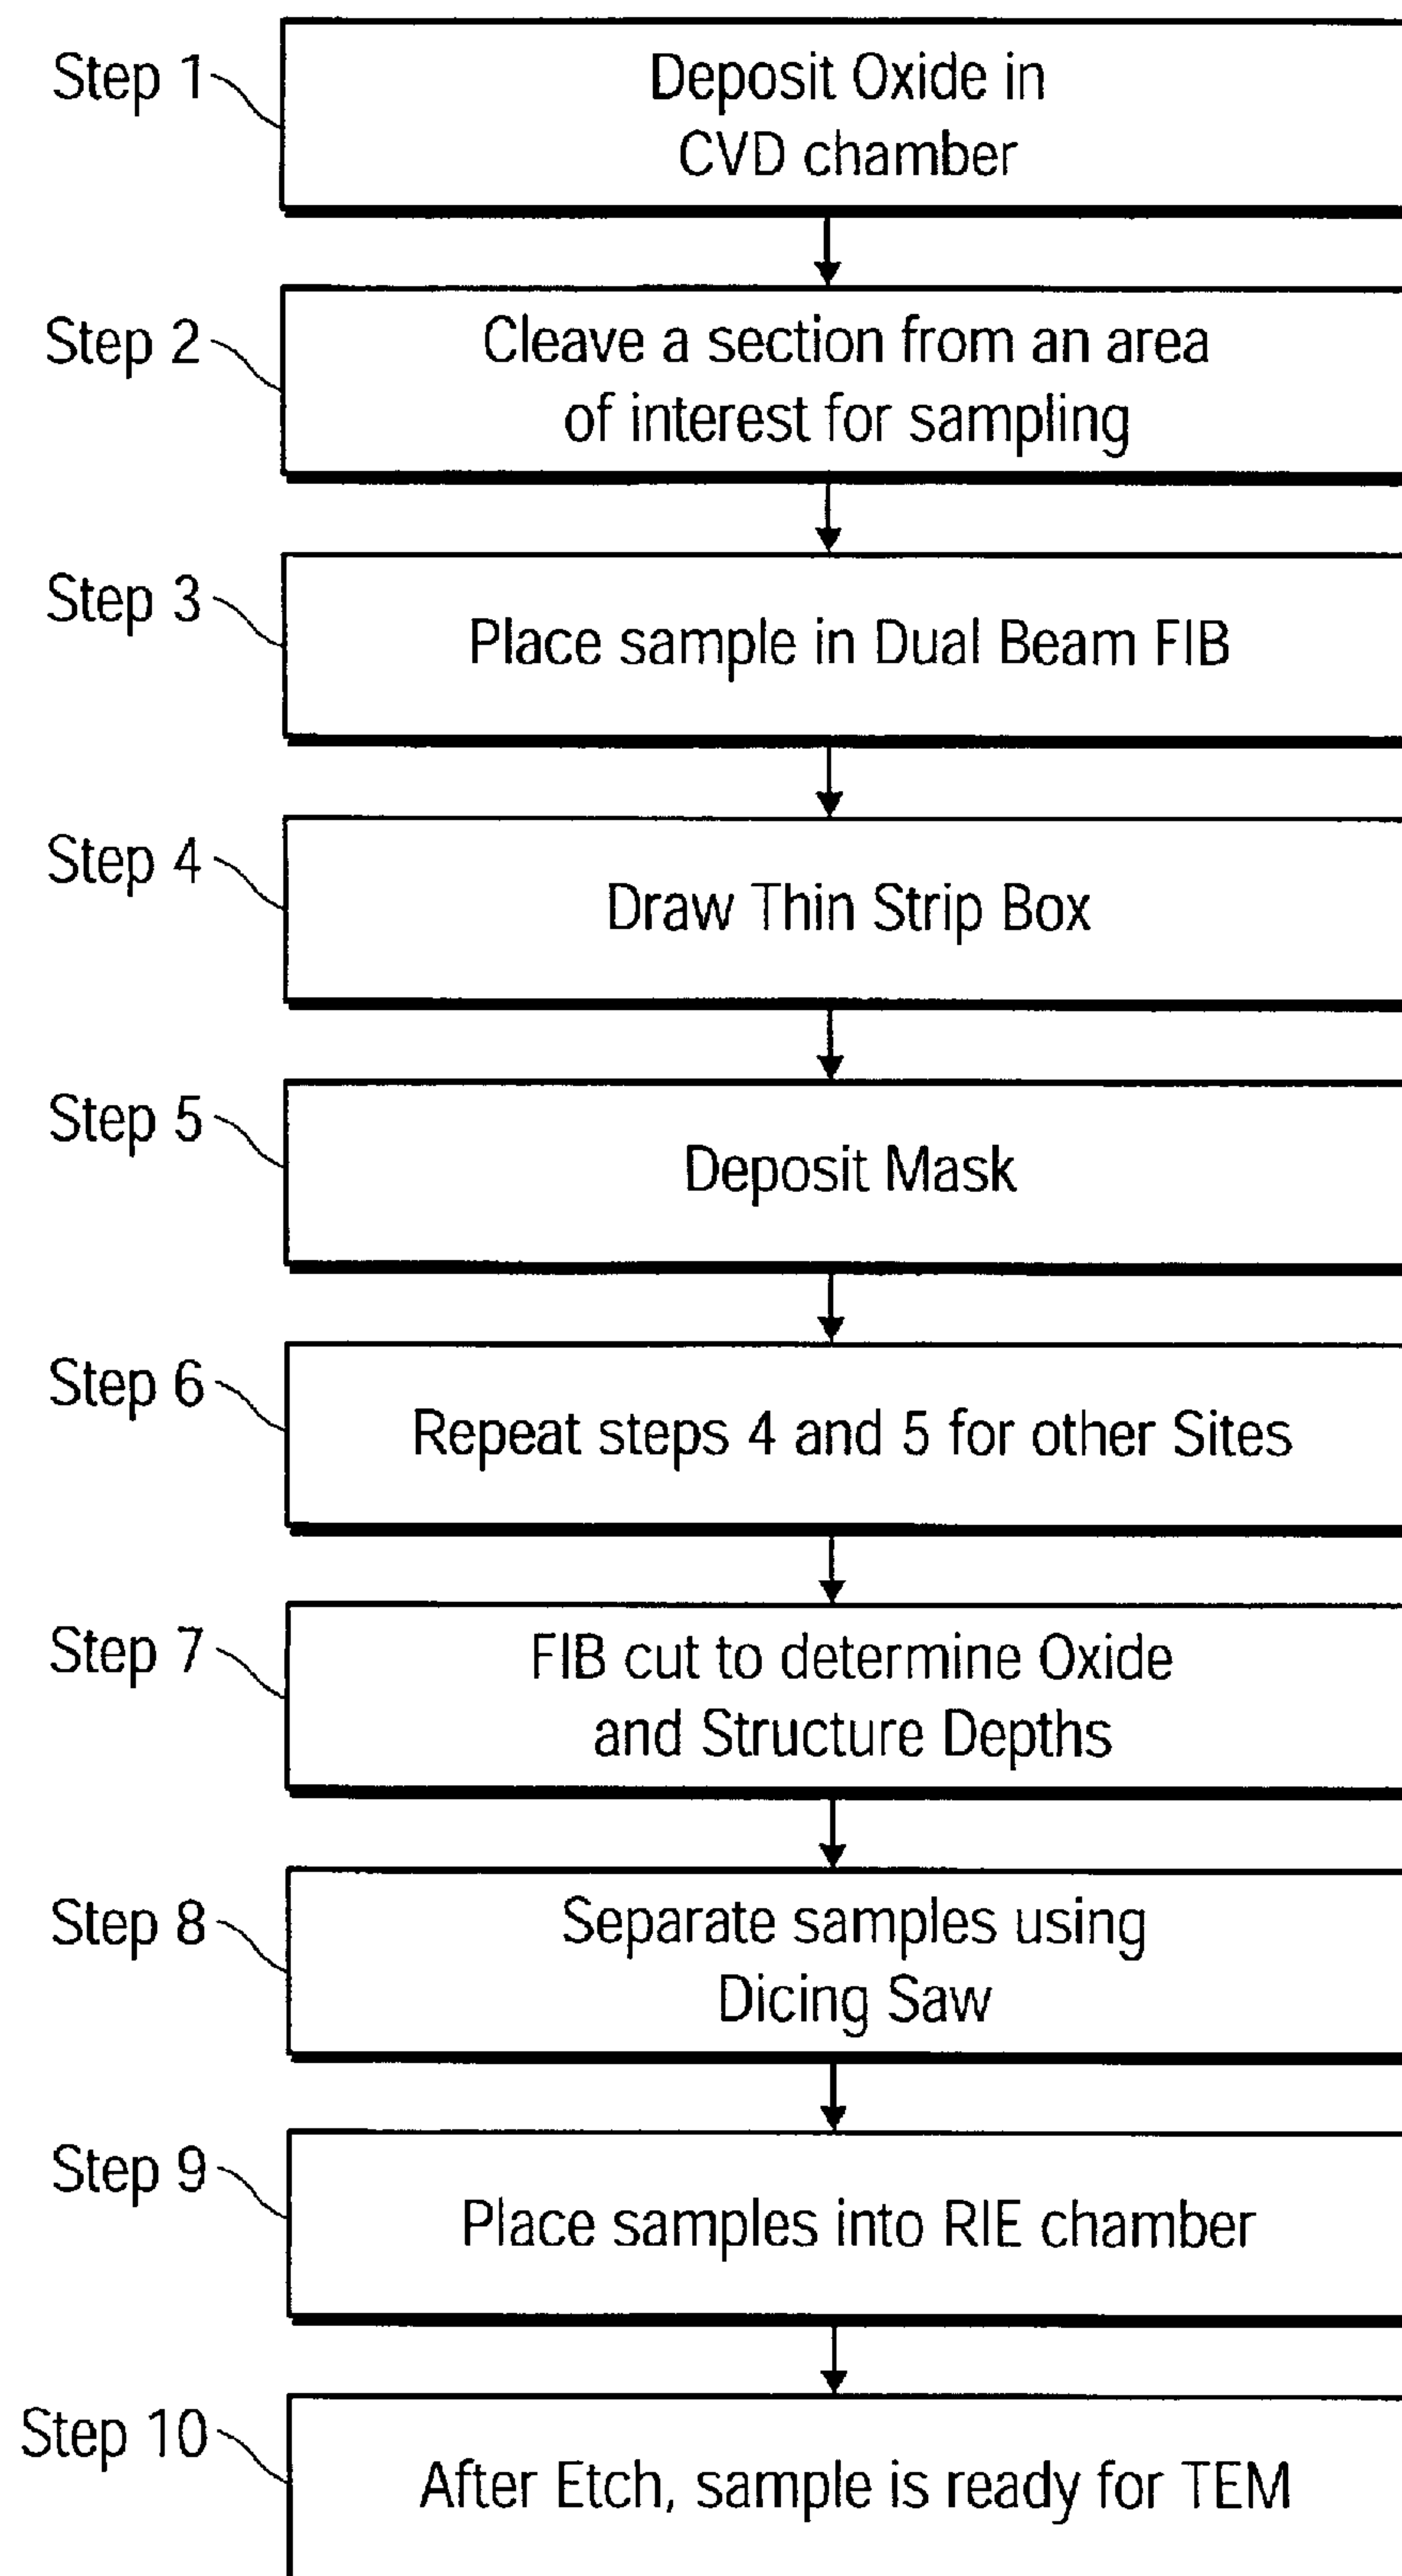 Step 1
Deposit Oxide in
CVD chamber
Step 2
Cleave a section from an area
of interest for sampling
Step 3
Place sample in Dual Beam FIB
Step 4
Draw Thin Strip Box
Step 5
Deposit Mask
Step 6
Repeat steps 4 and 5 for other Sites
Step 7
FIB cut to determine Oxide
and Structure Depths
Step 8
Separate samples using
Dicing Saw
Step 9
Place samples into RIE chamber
Step 10
After Etch, sample is ready for TEM